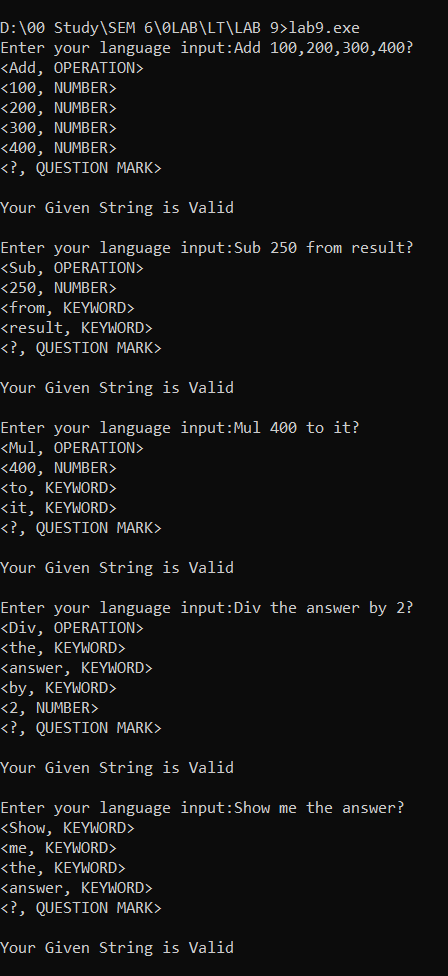 D:\00 Study\SEM 6\0LAB\LT\LAB 9>lab9.exe
Enter your language input:Add 100,200,300,400?
<Add, OPERATION>
<100, NUMBER>
<200, NUMBER>
<300, NUMBER>
<400, NUMBER>
<?, QUESTION MARK>
Your Given String is Valid
Enter your language input:Sub 250 from result?
<Sub, OPERATION>
<250, NUMBER>
<from, KEYWORD>
<result, KEYWORD>
<?, QUESTION MARK>
Your Given String is Valid
Enter your language input:Mul 400 to it?
<Mul, OPERATION>
<400, NUMBER>
<to, KEYWORD>
<it, KEYWORD>
<?, QUESTION MARK>
Your Given String is Valid
Enter your language input:Div the answer by 2?
<Div, OPERATION>
<the, KEYWORD>
<answer, KEYWORD>
<by, KEYWORD>
<2, NUMBER>
<?, QUESTION MARK>
Your Given String is Valid
Enter your language input:Show me the answer?
<Show, KEYWORD>
<me, KEYWORD>
<the, KEYWORD>
<answer, KEYWORD>
<?, QUESTION MARK>
Your Given String is Valid